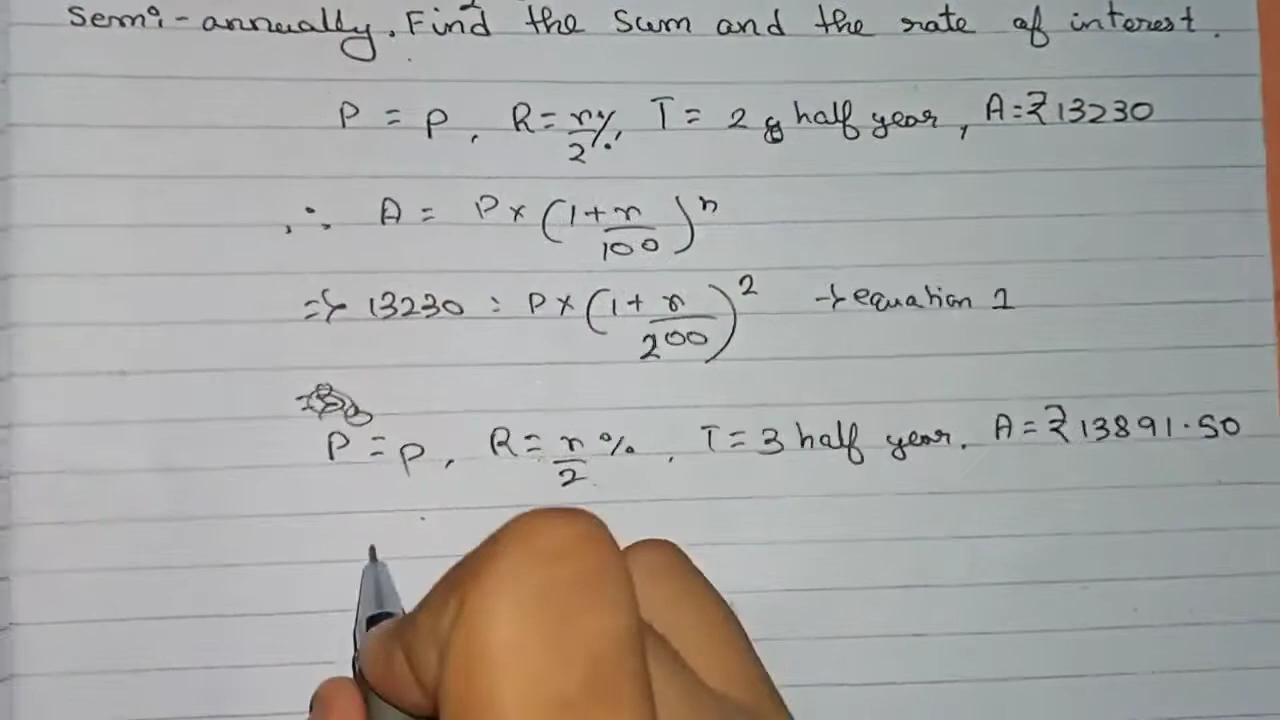 Semi-annually. Find the sum and the rate of interest.
P = P, R = r/2 %, T = 2 half year, A = ₹13230
∴ A = P × (1 + r/100)^n
=> 13230 = P × (1 + r/200)^2 → equation 1
P = P, R = r/2 %, T = 3 half year. A = ₹13891.50